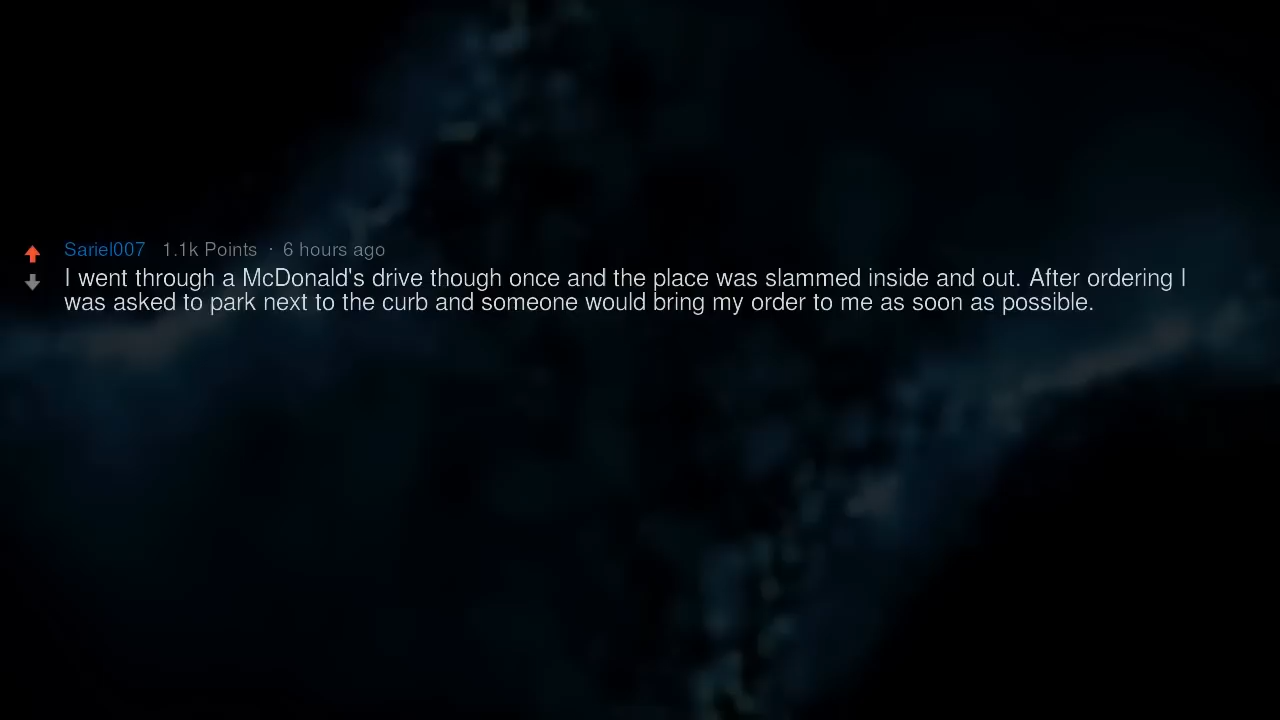 Sariel007 1.1k Points · 6 hours ago
I went through a McDonald's drive though once and the place was slammed inside and out. After ordering I
was asked to park next to the curb and someone would bring my order to me as soon as possible.